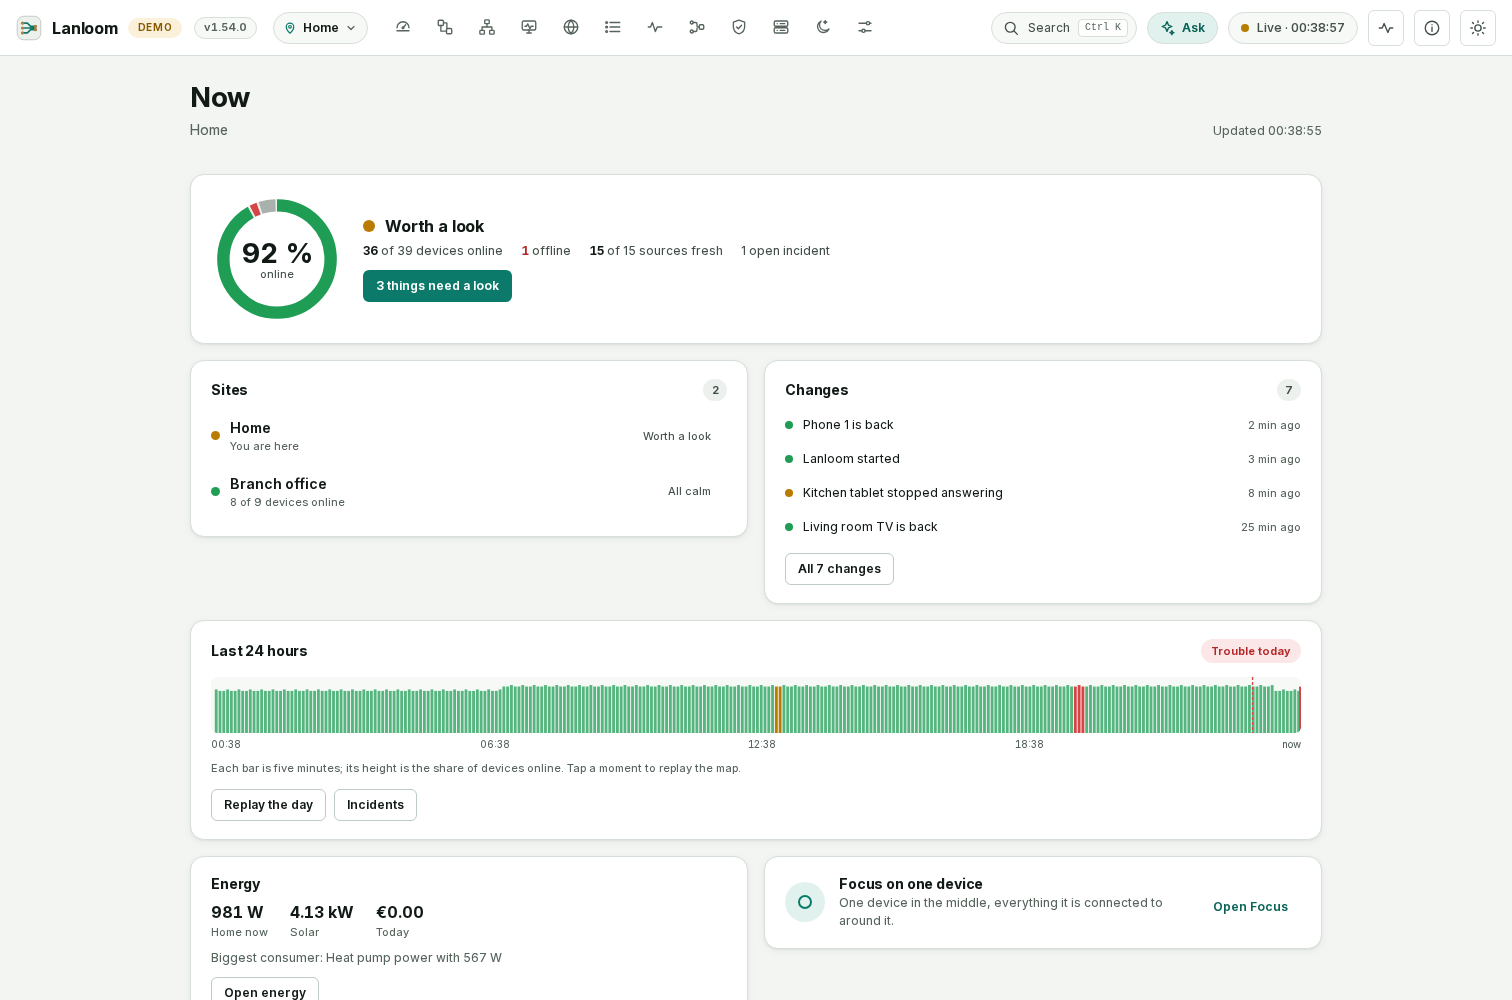 Lanloom DEMO v1.54.0 Home Search Ctrl K Ask Live · 00:38:57
Now
Home Updated 00:38:55
92 %
online
Worth a look
36 of 39 devices online 1 offline 15 of 15 sources fresh 1 open incident
3 things need a look
Sites 2
Home
You are here
Worth a look
Branch office
8 of 9 devices online
All calm
Changes 7
Phone 1 is back 2 min ago
Lanloom started 3 min ago
Kitchen tablet stopped answering 8 min ago
Living room TV is back 25 min ago
All 7 changes
Last 24 hours Trouble today
00:38 06:38 12:38 18:38 now
Each bar is five minutes; its height is the share of devices online. Tap a moment to replay the map.
Replay the day Incidents
Energy
981 W 4.13 kW €0.00
Home now Solar Today
Biggest consumer: Heat pump power with 567 W
Open energy
Focus on one device
One device in the middle, everything it is connected to
around it.
Open Focus